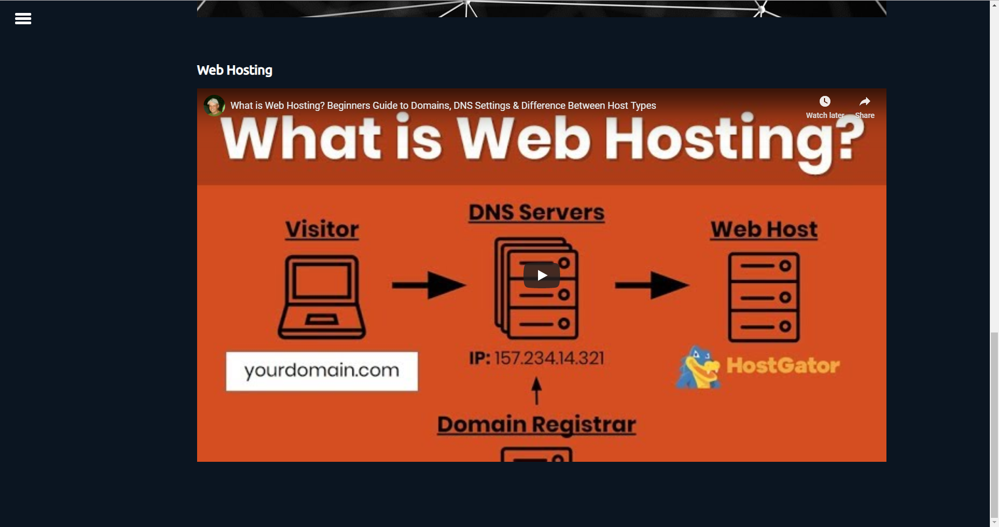 Web Hosting
What is Web Hosting? Beginners Guide to Domains, DNS Settings & Difference Between Host Types
Watch later
Share
What is Web Hosting?
DNS Servers
Visitor
Web Host
IP: 157.234.14.321
HostGator
yourdomain.com
Domain Registrar